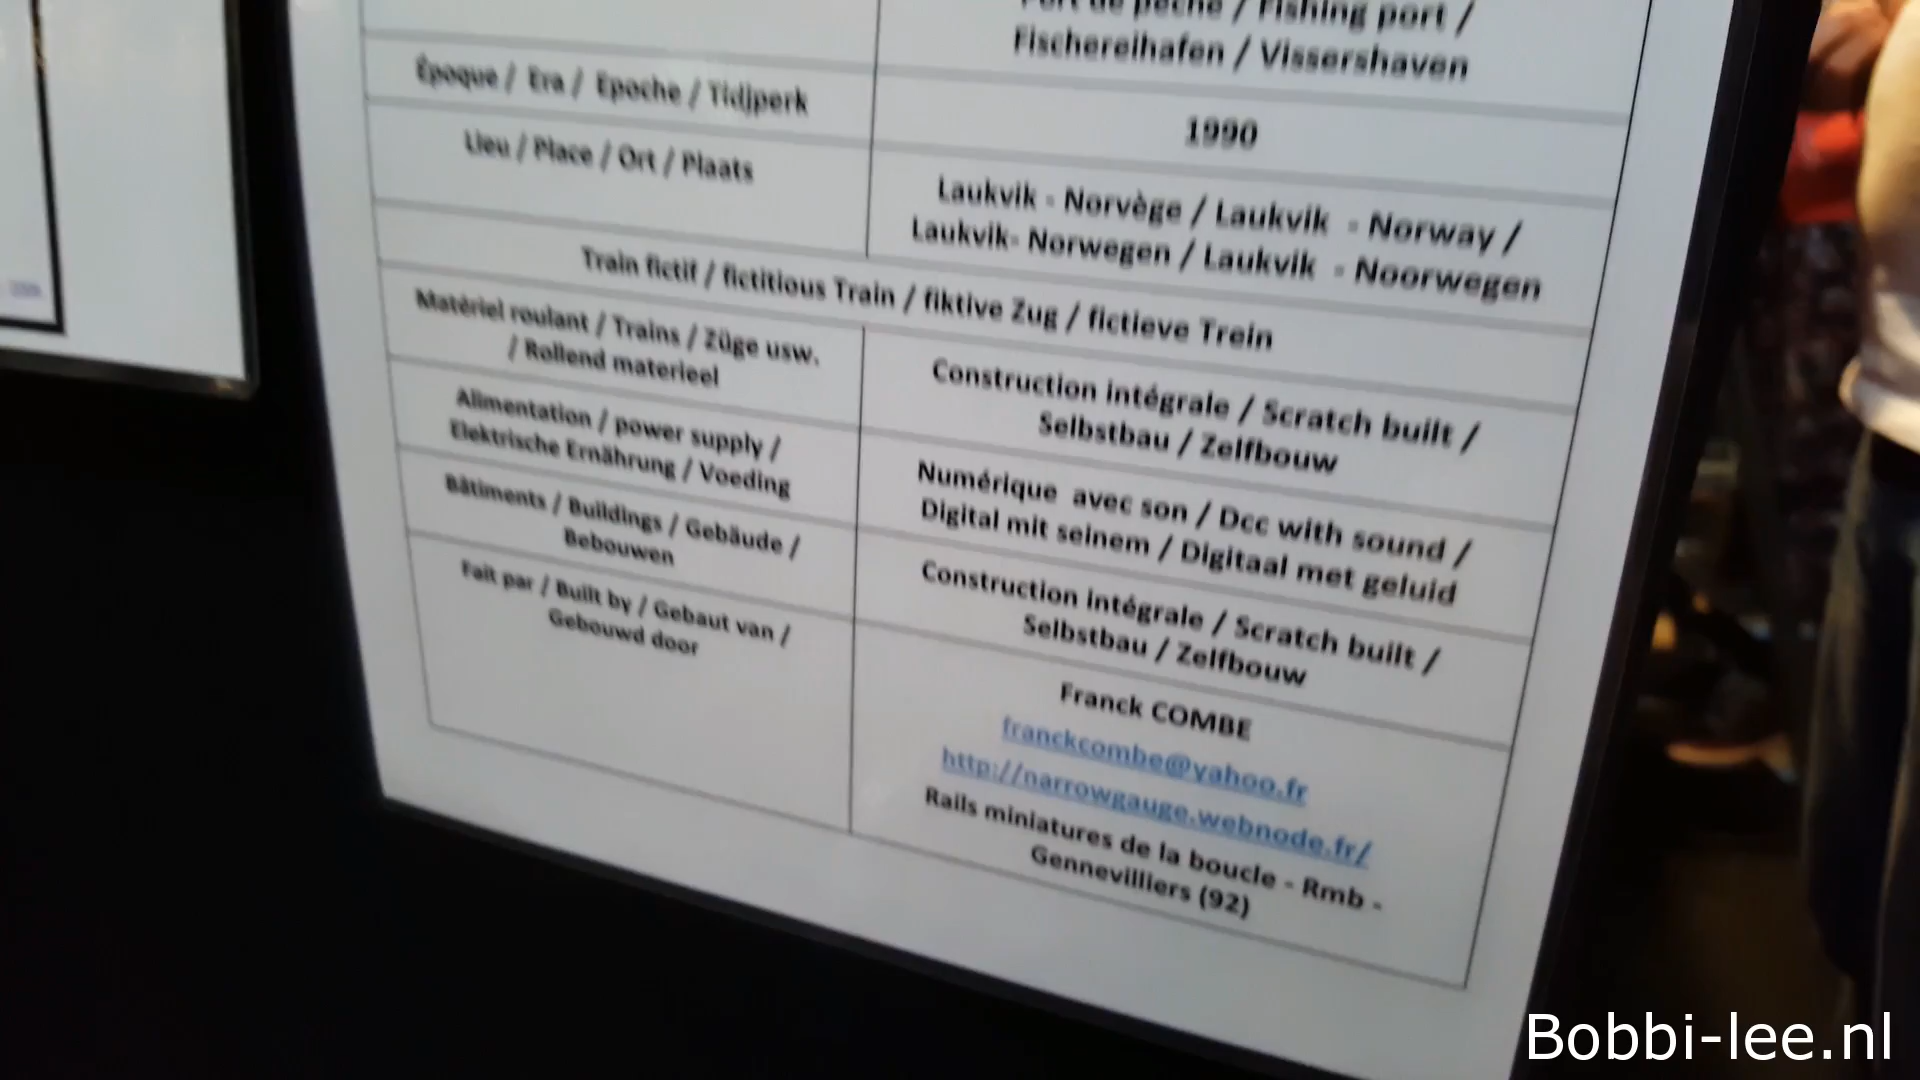 Port de pêche / Fishing port /
Fischereihafen / Vissershaven
Époque / Era / Epoche / Tidjperk
1990
Lieu / Place / Ort / Plaats
Laukvik - Norvège / Laukvik - Norway /
Laukvik- Norwegen / Laukvik - Noorwegen
Train fictif / fictitious Train / fiktive Zug / fictieve Trein
Matériel roulant / Trains / Züge usw.
/ Rollend materieel
Construction intégrale / Scratch built /
Selbstbau / Zelfbouw
Alimentation / power supply /
Elektrische Ernährung / Voeding
Numérique avec son / Dcc with sound /
Digital mit seinem / Digitaal met geluid
Bâtiments / Buildings / Gebäude /
Bebouwen
Construction intégrale / Scratch built /
Selbstbau / Zelfbouw
Fait par / Built by / Gebaut van /
Gebouwd door
Franck COMBE
franckcombe@yahoo.fr
http://narrowgauge.webnode.fr/
Rails miniatures de la boucle - Rmb -
Gennevilliers (92)
Bobbi-lee.nl